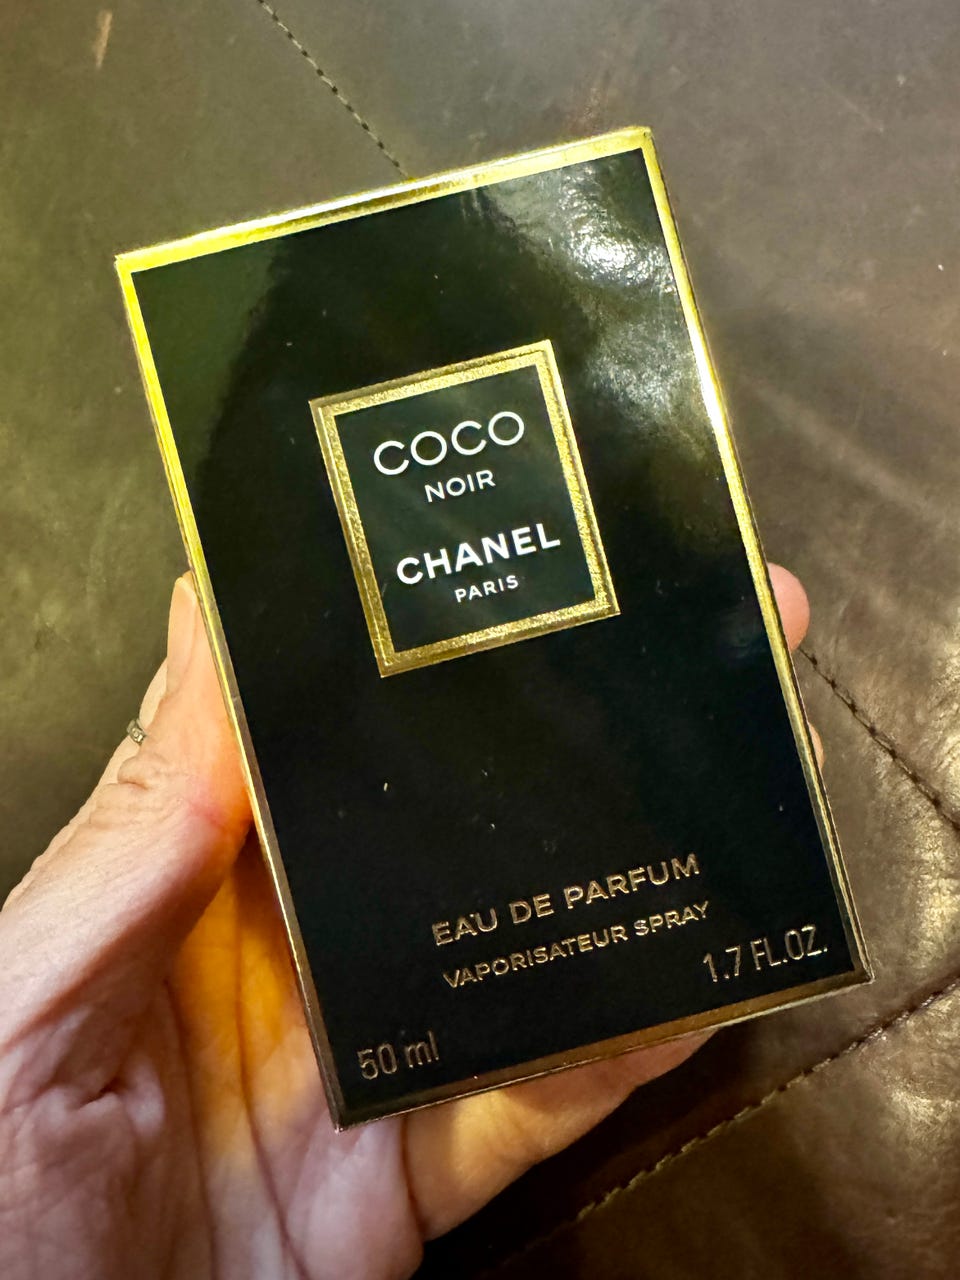 COCO
NOIR
CHANEL
PARIS
EAU DE PARFUM
VAPORISATEUR SPRAY
1.7 FL.OZ.
50 ml